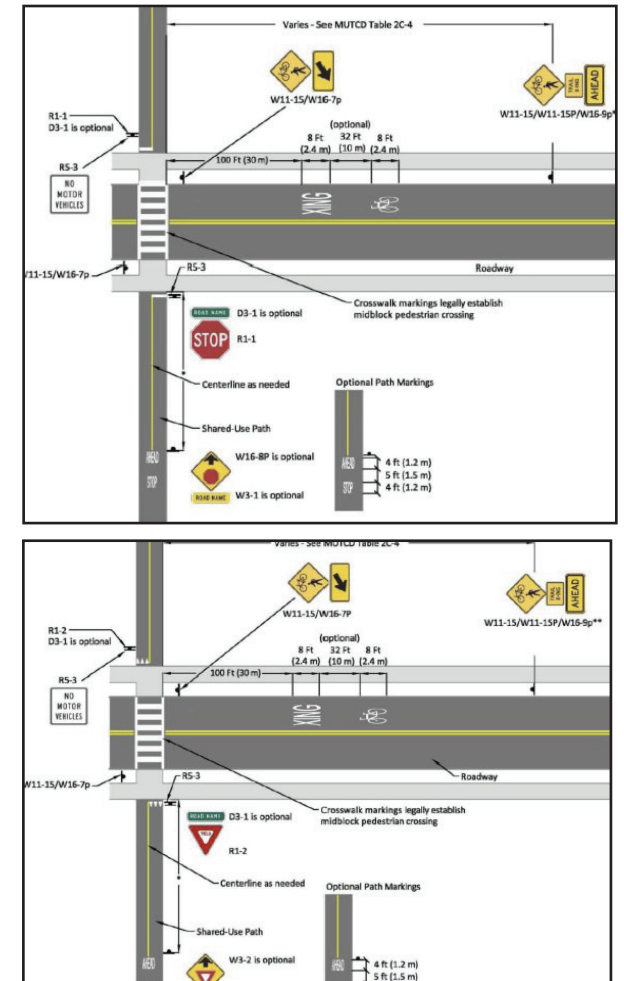 Varies - See MUTCD Table 2C-4
W11-15/W16-7p
W11-15/W11-15P/W16-9p*
TRAIL
XING
AHEAD
R1-1
D3-1 is optional
R5-3
NO
MOTOR
VEHICLES
(optional)
8 Ft 32 Ft 8 Ft
(2.4 m) (10 m) (2.4 m)
100 Ft (30 m)
XING
/11-15/W16-7p
R5-3
Roadway
Crosswalk markings legally establish
midblock pedestrian crossing
ROAD NAME
D3-1 is optional
STOP
R1-1
Centerline as needed
Optional Path Markings
Shared-Use Path
W16-8P is optional
AHEAD
STOP
ROAD NAME
W3-1 is optional
AHEAD
STOP
4 ft (1.2 m)
5 ft (1.5 m)
4 ft (1.2 m)
Varies - See MUTCD Table 2C-4
W11-15/W16-7P
W11-15/W11-15P/W16-9p**
TRAIL
XING
AHEAD
R1-2
D3-1 is optional
R5-3
NO
MOTOR
VEHICLES
(optional)
8 Ft 32 Ft 8 Ft
(2.4 m) (10 m) (2.4 m)
100 Ft (30 m)
XING
W11-15/W16-7p
R5-3
Roadway
Crosswalk markings legally establish
midblock pedestrian crossing
ROAD NAME
D3-1 is optional
R1-2
Centerline as needed
Optional Path Markings
Shared-Use Path
AHEAD
W3-2 is optional
AHEAD
4 ft (1.2 m)
5 ft (1.5 m)